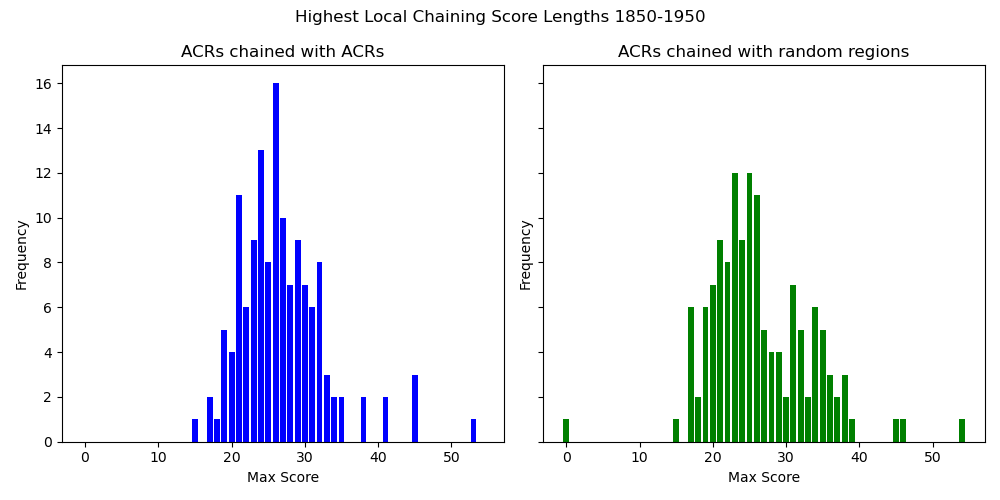 Highest Local Chaining Score Lengths 1850-1950
ACRs chained with ACRs
ACRs chained with random regions
Frequency
16
14
12
10
8
6
4
2
0
0 10 20 30 40 50
Max Score
Frequency
0 10 20 30 40 50
Max Score